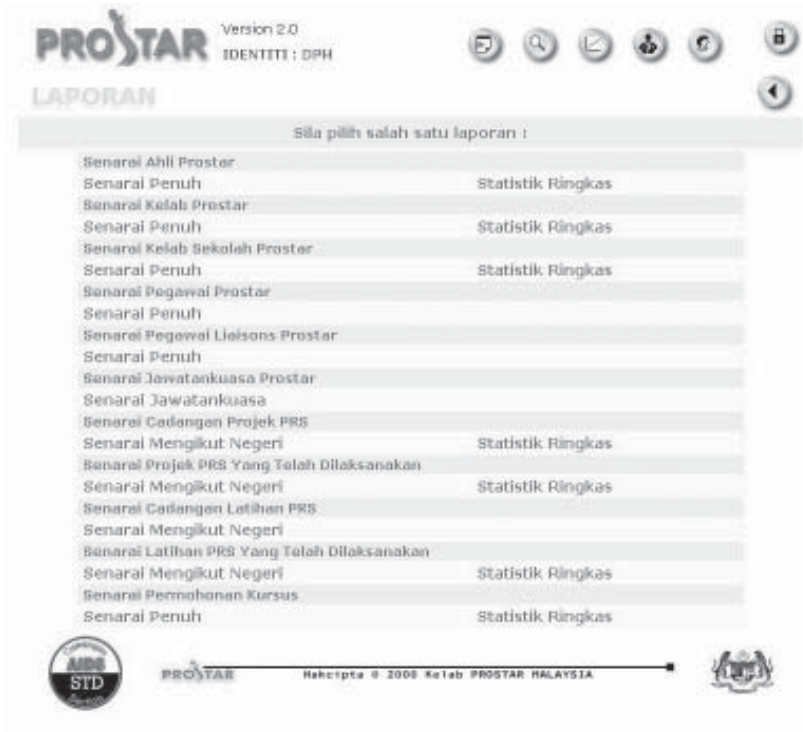 PROSTAR Version 2.0
IDENTITI : DPH
LAPORAN
Sila pilih salah satu laporan :
Senarai Ahli Prostar
Senarai Penuh Statistik Ringkas
Senarai Kelab Prostar
Senarai Penuh Statistik Ringkas
Senarai Kelab Sekolah Prostar
Senarai Penuh Statistik Ringkas
Senarai Pegawai Prostar
Senarai Penuh
Senarai Pegawai Liaisons Prostar
Senarai Penuh
Senarai Jawatankuasa Prostar
Senarai Jawatankuasa
Senarai Cadangan Projek PRS
Senarai Mengikut Negeri Statistik Ringkas
Senarai Projek PRS Yang Telah Dilaksanakan
Senarai Mengikut Negeri Statistik Ringkas
Senarai Cadangan Latihan PRS
Senarai Mengikut Negeri
Senarai Latihan PRS Yang Telah Dilaksanakan
Senarai Mengikut Negeri Statistik Ringkas
Senarai Permohonan Kursus
Senarai Penuh Statistik Ringkas
AIDS
STD
PROSTAR
Hakcipta © 2000 Kelab PROSTAR MALAYSIA